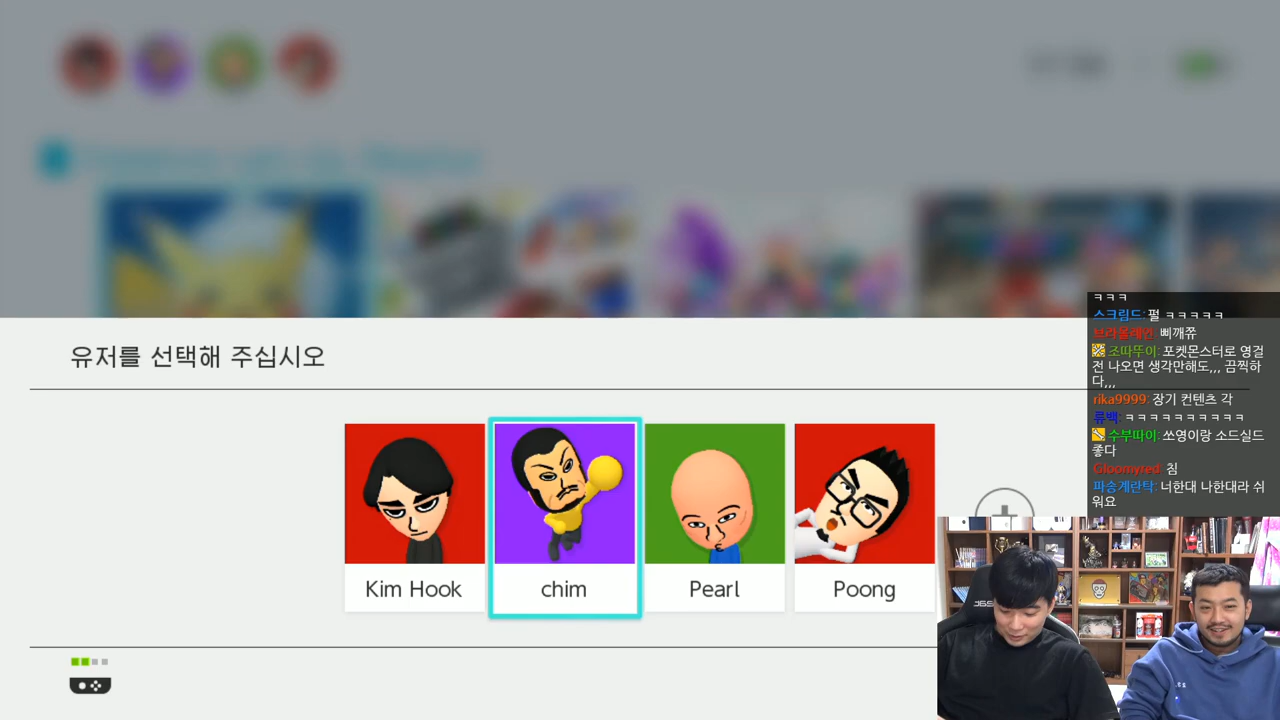 유저를 선택해 주십시오
Kim Hook
chim
Pearl
Poong
ㅋㅋㅋ
스크림드: 펄 ㅋㅋㅋㅋㅋ
브라몰레인: 삐깨쮸
조따뚜이: 포켓몬스터로 영걸
전 나오면 생각만해도,,, 끔찍하
다,,,
rika9999: 장기 컨텐츠 각
류백: ㅋㅋㅋㅋㅋㅋㅋㅋㅋㅋ
수부따이: 쏘영이랑 소드실드
좋다
Gloomyred: 침
파송계란탁: 너한대 나한대라 쉬
워요